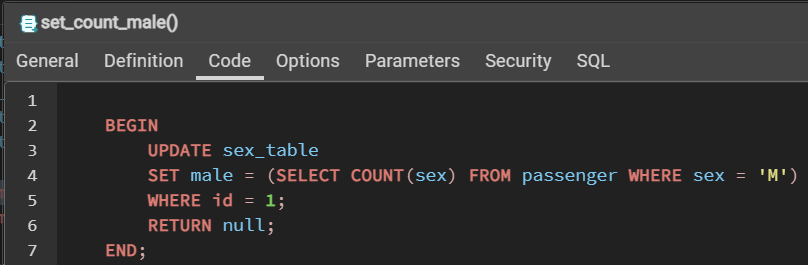 set_count_male()
General Definition Code Options Parameters Security SQL
1
2 BEGIN
3 UPDATE sex_table
4 SET male = (SELECT COUNT(sex) FROM passenger WHERE sex = 'M')
5 WHERE id = 1;
6 RETURN null;
7 END;